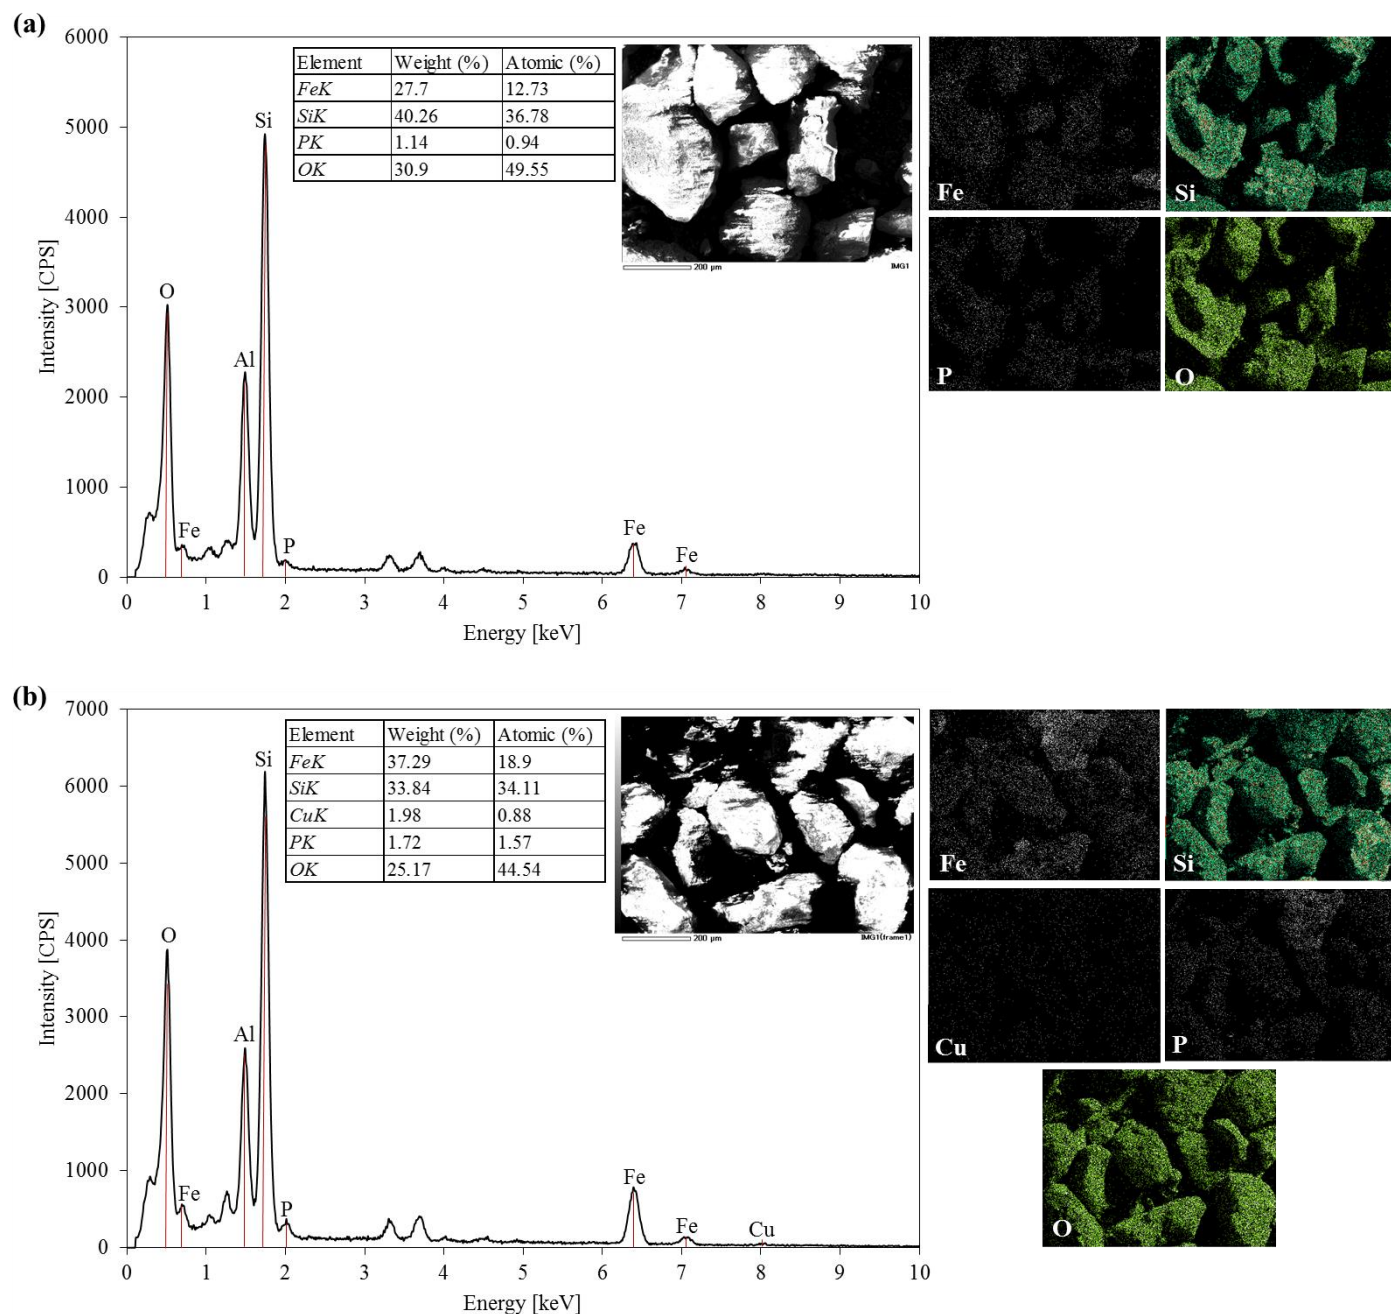 (a)
6000
5000
4000
3000
2000
1000
0
Intensity [CPS]
Element Weight (%) Atomic (%)
FeK 27.7 12.73
SiK 40.26 36.78
PK 1.14 0.94
OK 30.9 49.55
Si
O
Al
Fe
P
Fe
Fe
200 μm IMG1
0 1 2 3 4 5 6 7 8 9 10
Energy [keV]
Fe
Si
P
O
(b)
7000
6000
5000
4000
3000
2000
1000
0
Intensity [CPS]
Element Weight (%) Atomic (%)
FeK 37.29 18.9
SiK 33.84 34.11
CuK 1.98 0.88
PK 1.72 1.57
OK 25.17 44.54
Si
O
Al
Fe
P
Fe
Fe
Cu
200 μm IMG1(frame1)
0 1 2 3 4 5 6 7 8 9 10
Energy [keV]
Fe
Si
Cu
P
O